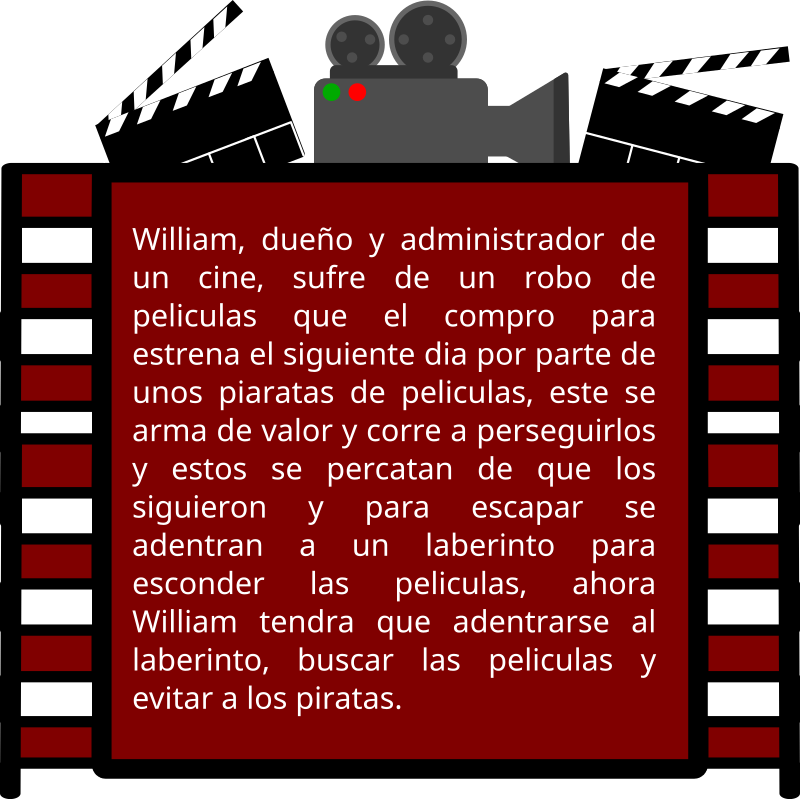 William, dueño y administrador de
un cine, sufre de un robo de
peliculas que el compro para
estrena el siguiente dia por parte de
unos piaratas de peliculas, este se
arma de valor y corre a perseguirlos
y estos se percatan de que los
siguieron y para escapar se
adentran a un laberinto para
esconder las peliculas, ahora
William tendra que adentrarse al
laberinto, buscar las peliculas y
evitar a los piratas.